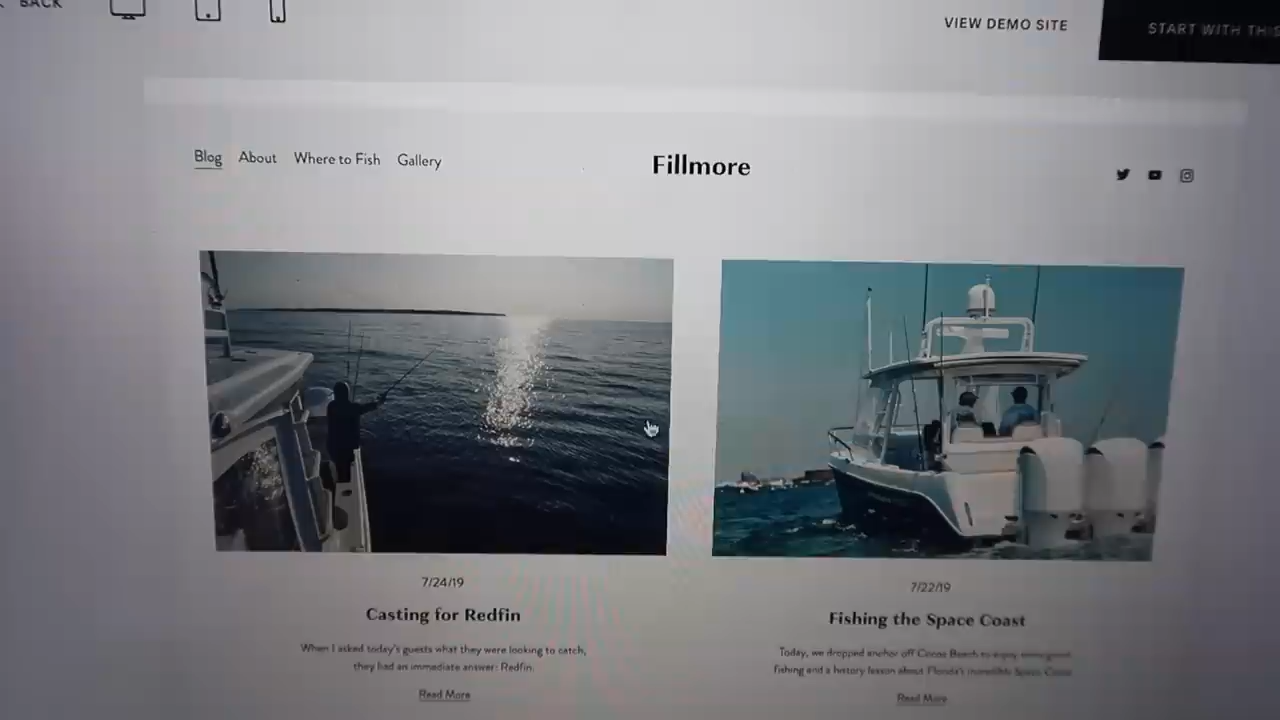 BACK
VIEW DEMO SITE
START WITH THIS
Blog About Where to Fish Gallery
Fillmore
7/24/19
Casting for Redfin
When I asked today's guests what they were looking to catch,
they had an immediate answer: Redfin.
Read More
7/22/19
Fishing the Space Coast
Today, we dropped anchor off Cocoa Beach to enjoy some good
fishing and a history lesson about Florida's incredible Space Coast
Read More